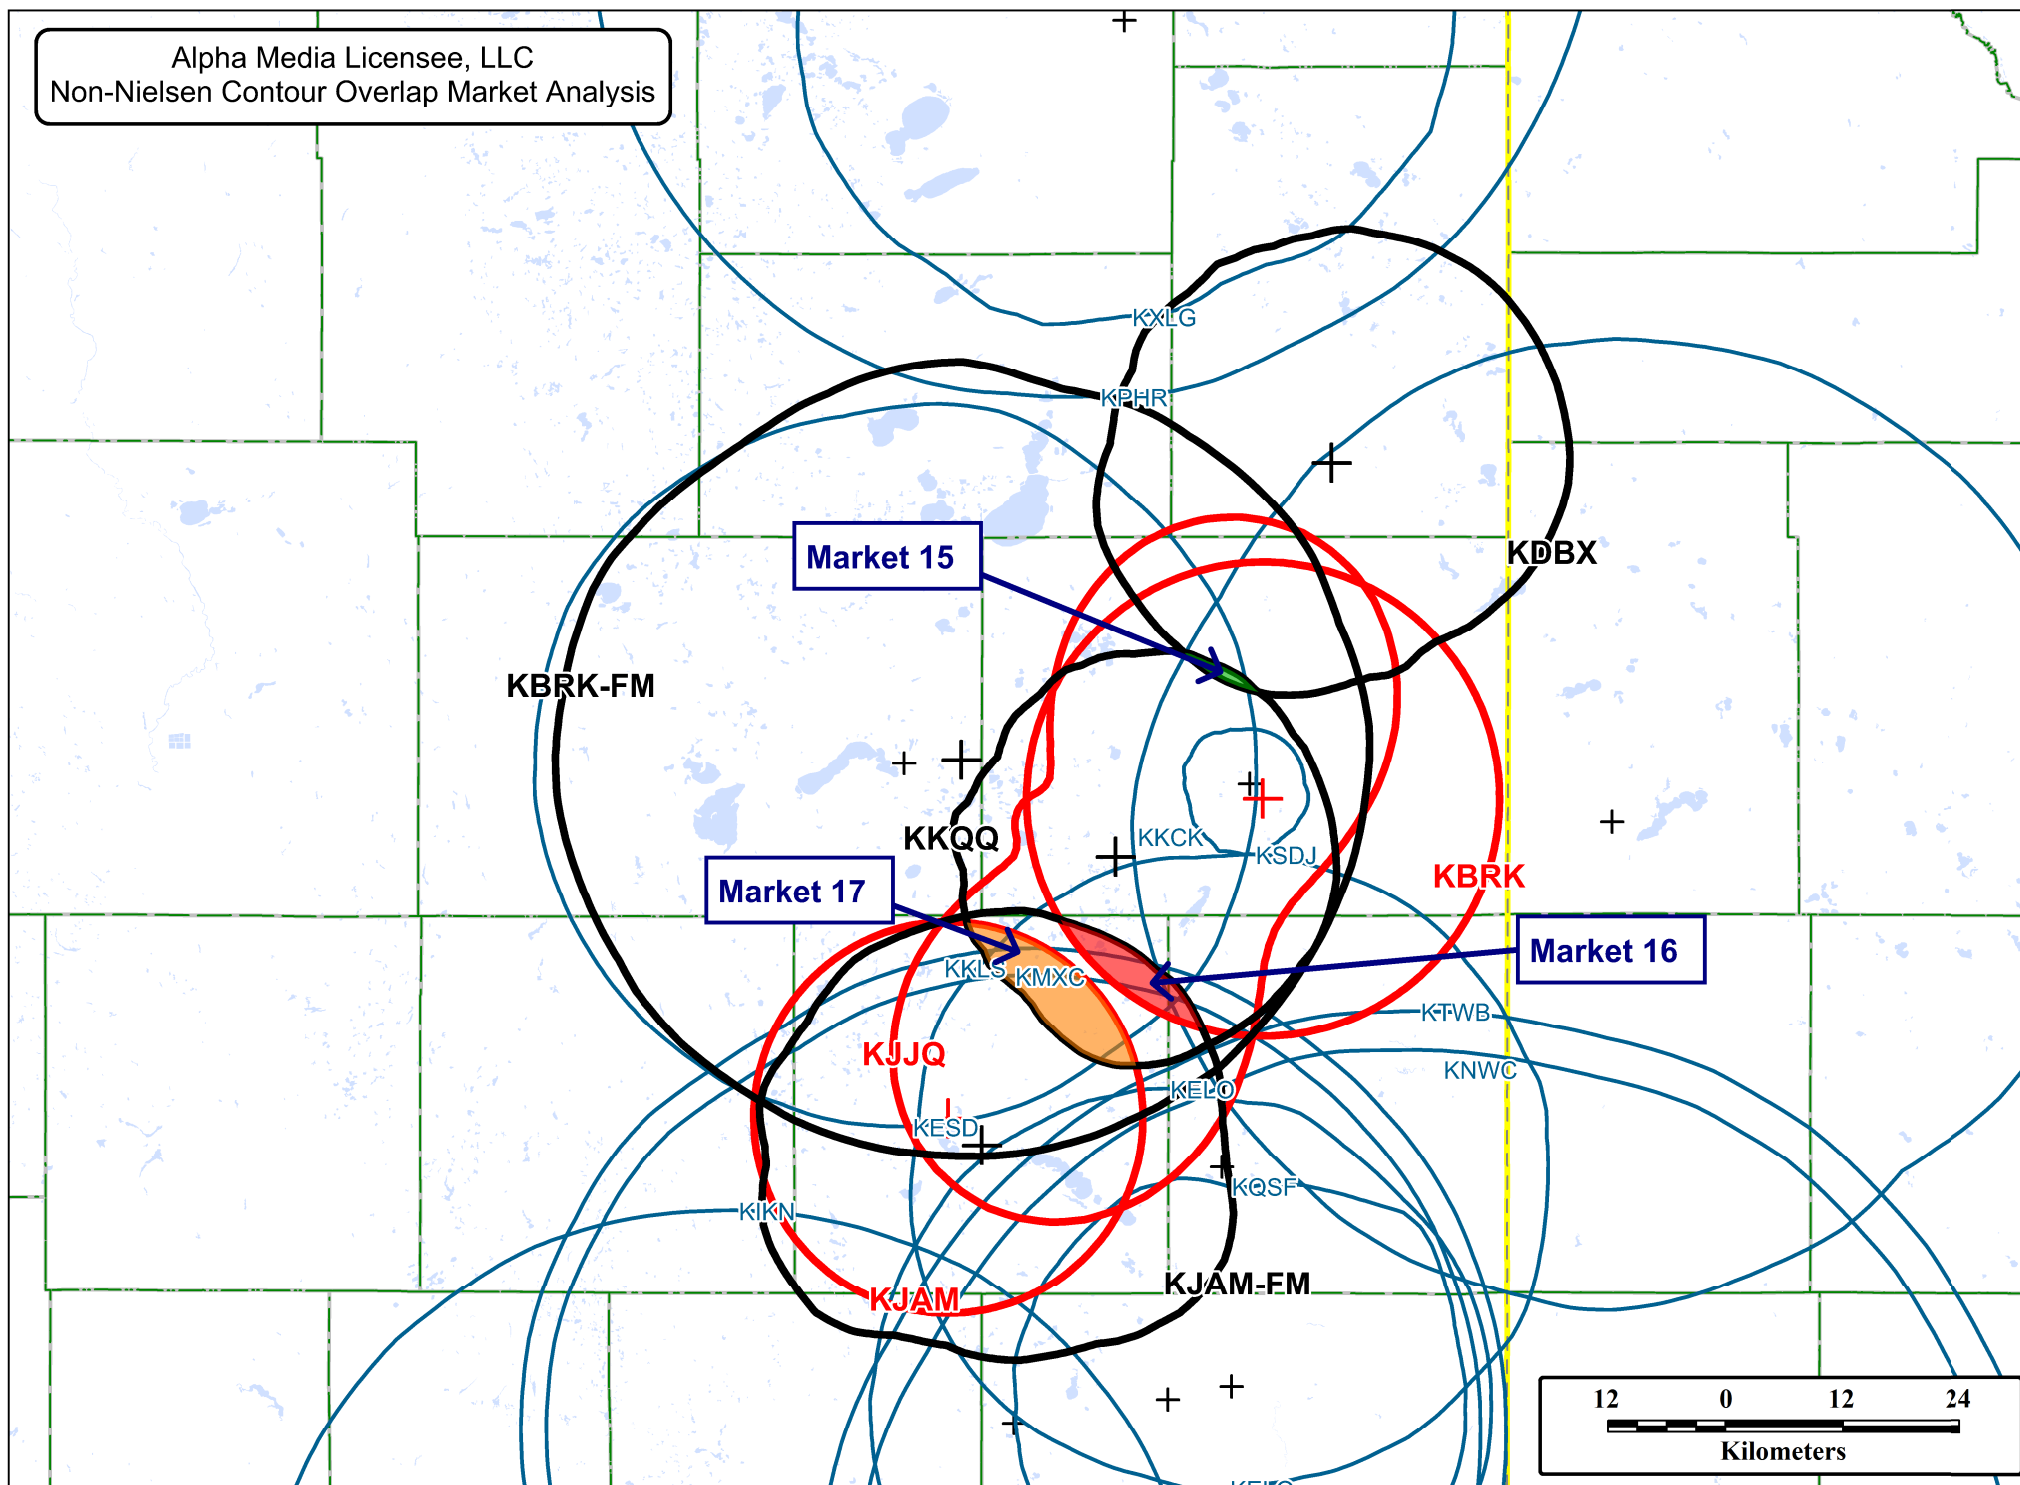 Alpha Media Licensee, LLC
Non-Nielsen Contour Overlap Market Analysis
KXLG
KPHR
Market 15
KDBX
KBRK-FM
KKQQ
KKCK
KSDJ
KBRK
Market 17
Market 16
KKLS
KMXC
KTWB
KJJQ
KNWC
KELO
KESD
KQSF
KIKN
KJAM-FM
KJAM
12 0 12 24
Kilometers